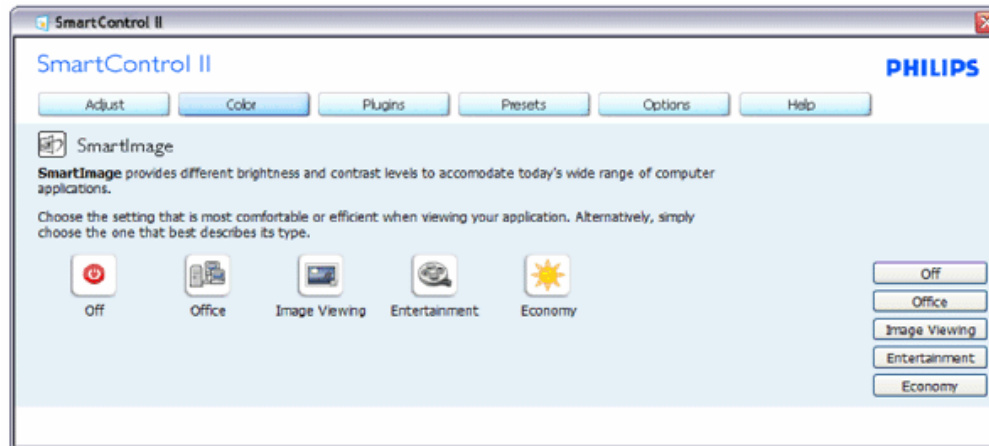 SmartControl II
SmartControl II
PHILIPS
Adjust Color Plugins Presets Options Help
SmartImage
SmartImage provides different brightness and contrast levels to accomodate today's wide range of computer
applications.
Choose the setting that is most comfortable or efficient when viewing your application. Alternatively, simply
choose the one that best describes its type.
Off Office Image Viewing Entertainment Economy
Off
Office
Image Viewing
Entertainment
Economy